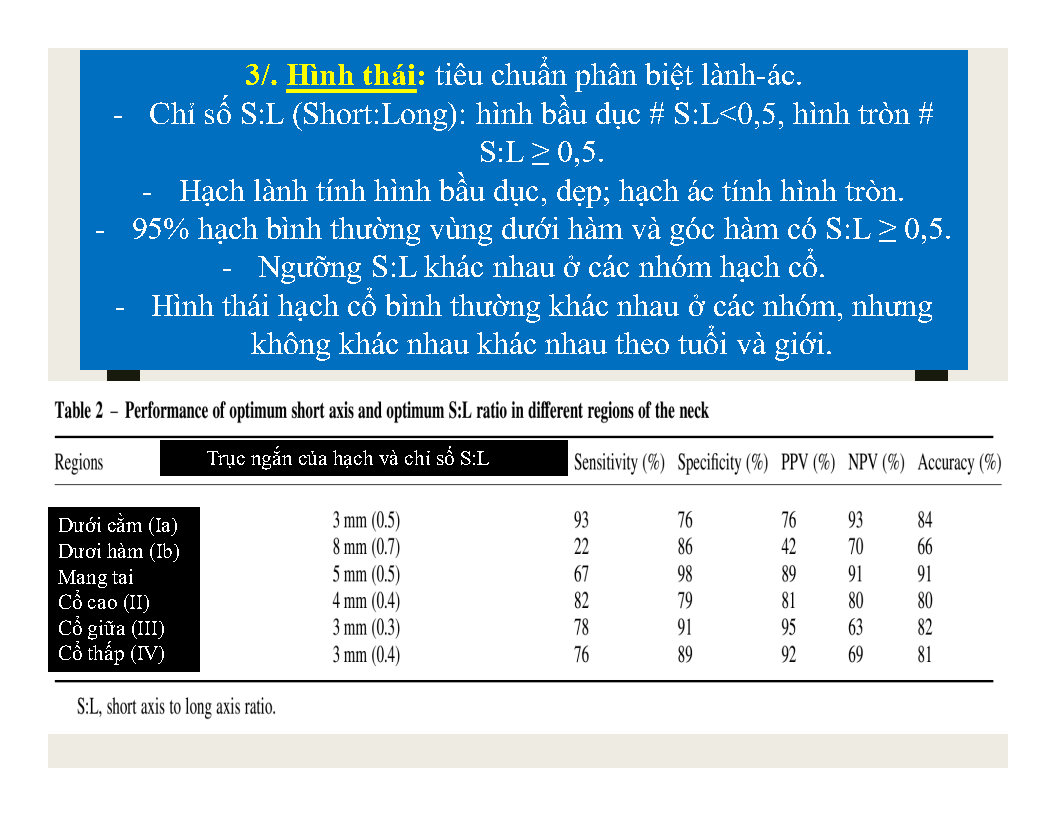 3/. Hình thái: tiêu chuẩn phân biệt lành-ác.
- Chỉ số S:L (Short:Long): hình bầu dục # S:L<0,5, hình tròn #
S:L ≥ 0,5.
- Hạch lành tính hình bầu dục, dẹp; hạch ác tính hình tròn.
- 95% hạch bình thường vùng dưới hàm và góc hàm có S:L ≥ 0,5.
- Ngưỡng S:L khác nhau ở các nhóm hạch cổ.
- Hình thái hạch cổ bình thường khác nhau ở các nhóm, nhưng
không khác nhau khác nhau theo tuổi và giới.
Table 2 – Performance of optimum short axis and optimum S:L ratio in different regions of the neck
Regions Trục ngắn của hạch và chỉ số S:L Sensitivity (%) Specificity (%) PPV (%) NPV (%) Accuracy (%)
Dưới cằm (Ia) 3 mm (0.5) 93 76 76 93 84
Dươi hàm (Ib) 8 mm (0.7) 22 86 42 70 66
Mang tai 5 mm (0.5) 67 98 89 91 91
Cổ cao (II) 4 mm (0.4) 82 79 81 80 80
Cổ giữa (III) 3 mm (0.3) 78 91 95 63 82
Cổ thấp (IV) 3 mm (0.4) 76 89 92 69 81
S:L, short axis to long axis ratio.